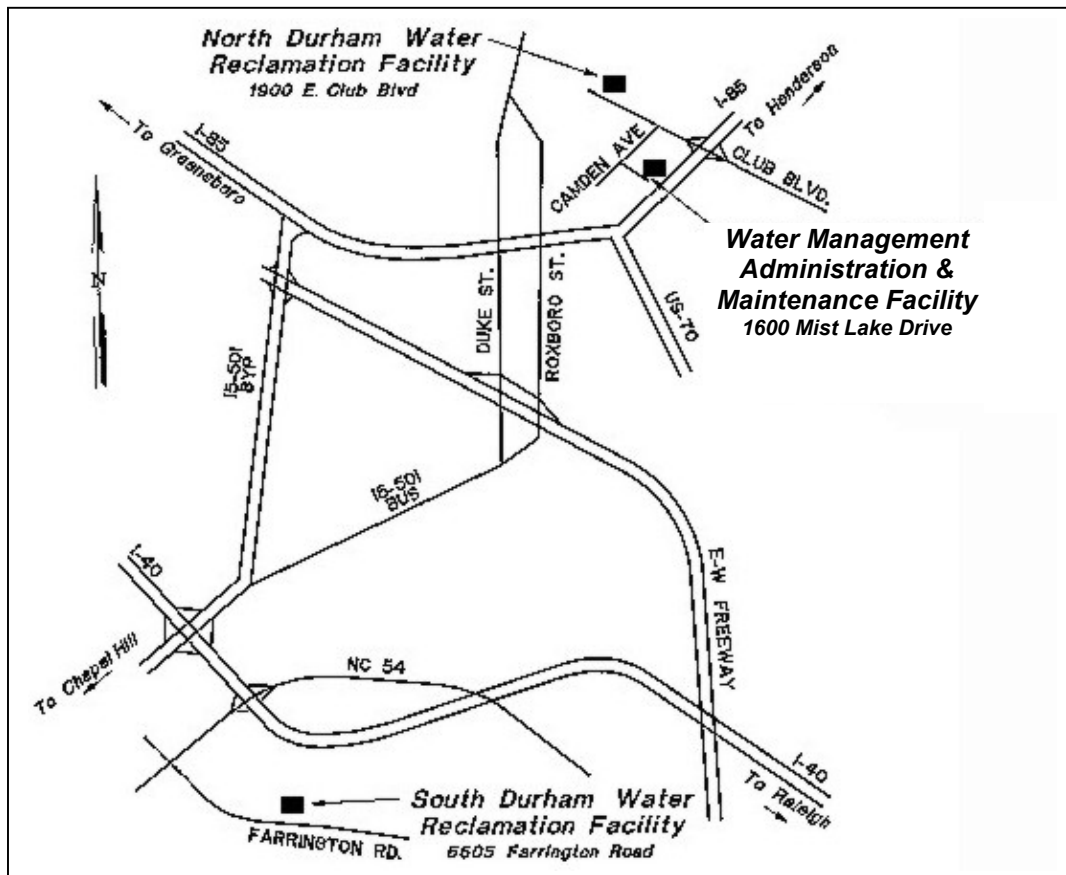 North Durham Water
Reclamation Facility
1900 E. Club Blvd
I-85
To Henderson
To Greensboro
I-85
CAMDEN AVE.
CLUB BLVD.
Water Management
Administration &
Maintenance Facility
1600 Mist Lake Drive
N
DUKE ST.
ROXBORO ST.
US-70
15-501
BYP
15-501
BUS
I-40
E-W FREEWAY
To Chapel Hill
NC 54
I-40
To Raleigh
South Durham Water
Reclamation Facility
6605 Farrington Road
FARRINGTON RD.